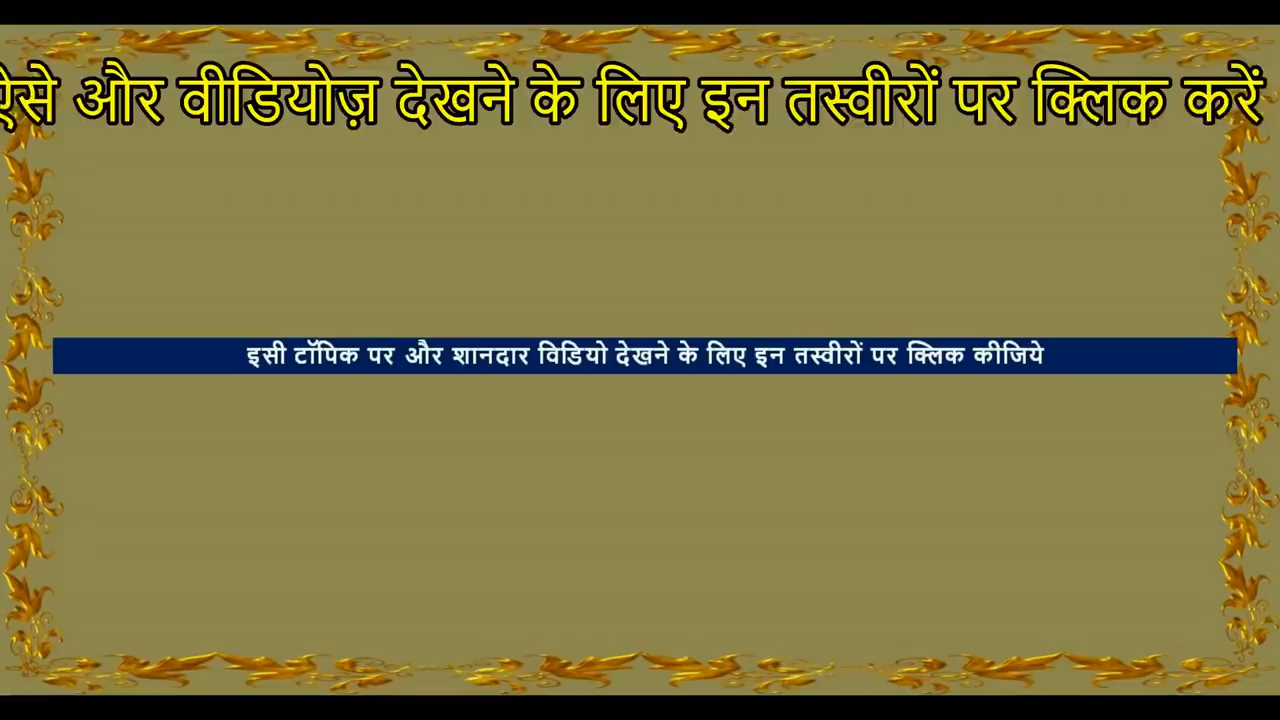 ऐसे और वीडियोज़ देखने के लिए इन तस्वीरों पर क्लिक करें
इसी टॉपिक पर और शानदार विडियो देखने के लिए इन तस्वीरों पर क्लिक कीजिये